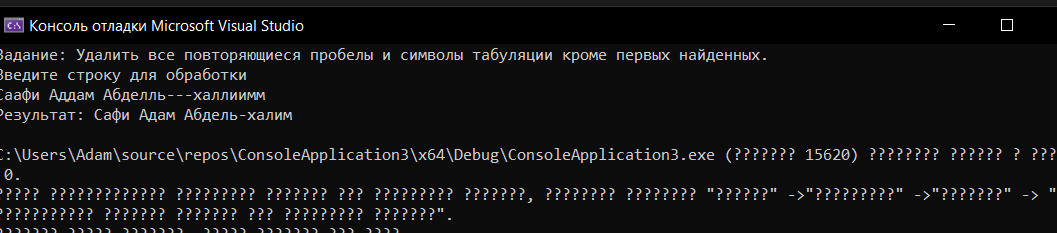 Консоль отладки Microsoft Visual Studio
Задание: Удалить все повторяющиеся пробелы и символы табуляции кроме первых найденных.
Введите строку для обработки
Саафи Аддам Абделль---халлиимм
Результат: Сафи Адам Абдель-халим
C:\Users\Adam\source\repos\ConsoleApplication3\x64\Debug\ConsoleApplication3.exe (??????? 15620) ???????? ?????? ? ???
0.
????? ????????????? ????????? ??????? ??? ????????? ???????, ???????? ???????? "??????" ->"?????????" ->"???????" -> "
?????????? ??????? ??????? ??? ????????? ???????".